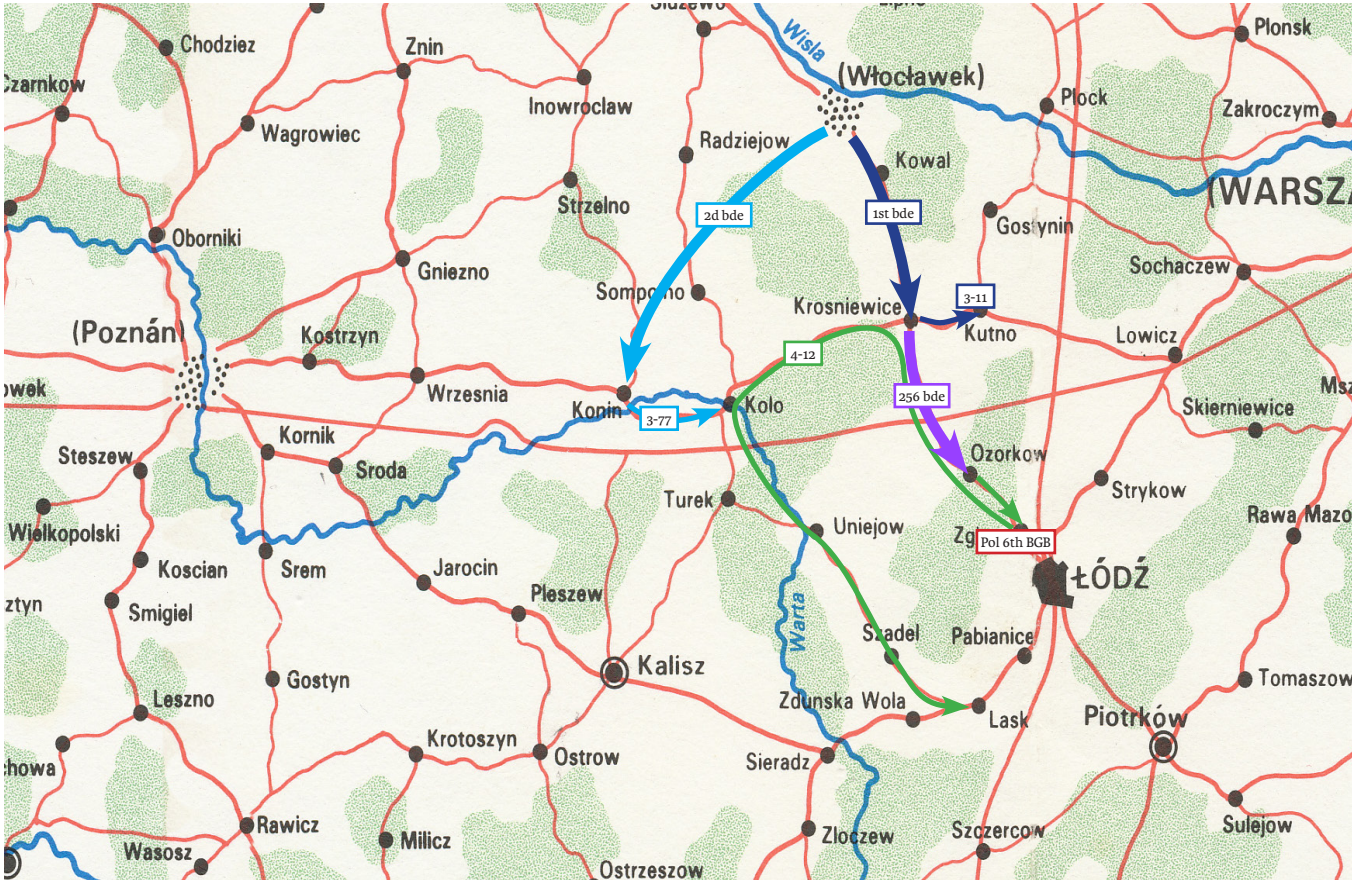 Sluzewo
Lipno
Chodziez
Znin
Wisla
Plonsk
Czarnkow
(Włocławek)
Inowroclaw
Plock
Zakroczym
Wagrowiec
Radziejow
Kowal
(WARSZA
Strzelno
2d bde
1st bde
Gostynin
Oborniki
Gniezno
Sochaczew
Sompolno
3-11
Krosniewice
(Poznán)
Kostrzyn
Kutno
Lowicz
4-12
owek
Wrzesnia
256 bde
Msz
Konin
3-77
Kolo
Skierniewice
Kornik
Steszew
Sroda
Ozorkow
Turek
Strykow
Wielkopolski
Uniejow
Zg
Pol 6th BGB
Rawa Mazo
Koscian
Srem
Jarocin
ŁÓDŹ
Pleszew
sztyn
Smigiel
Warta
Szadel
Pabianice
Kalisz
Gostyn
Tomaszow
Leszno
Zdunska Wola
Lask
Piotrków
Krotoszyn
Ostrow
Sieradz
chowa
Rawicz
Zloczew
Szczercow
Sulejow
Milicz
Wasosz
Ostrzeszow